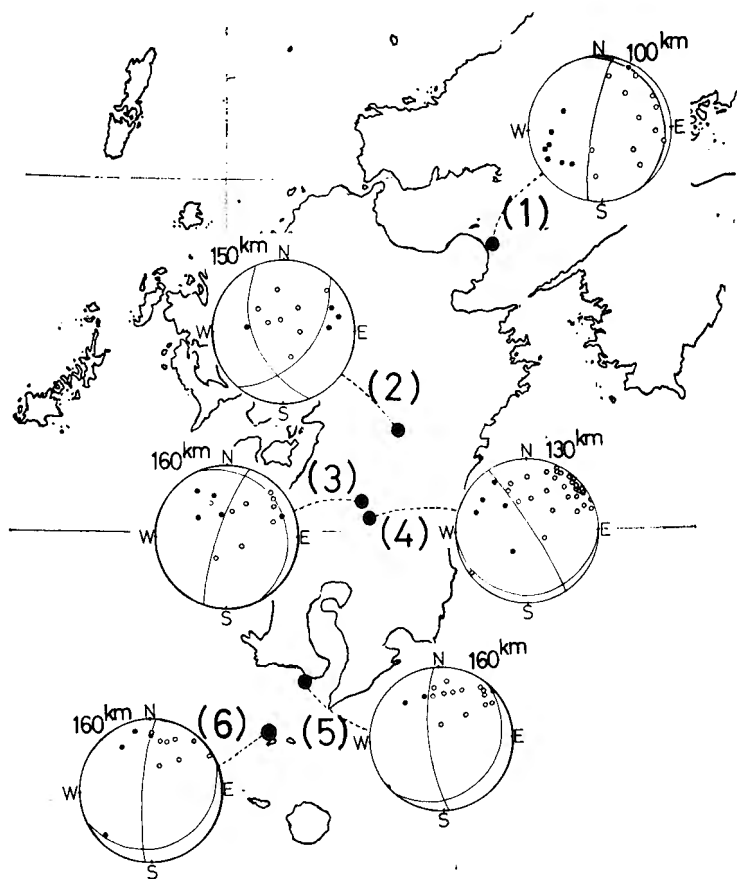 N 100km
W E
S
(1)
150km N
W E
S
(2)
160km N
W E
S
(3)
N 130km
W E
S
(4)
N 160km
W E
S
(5)
160km N
W E
S
(6)